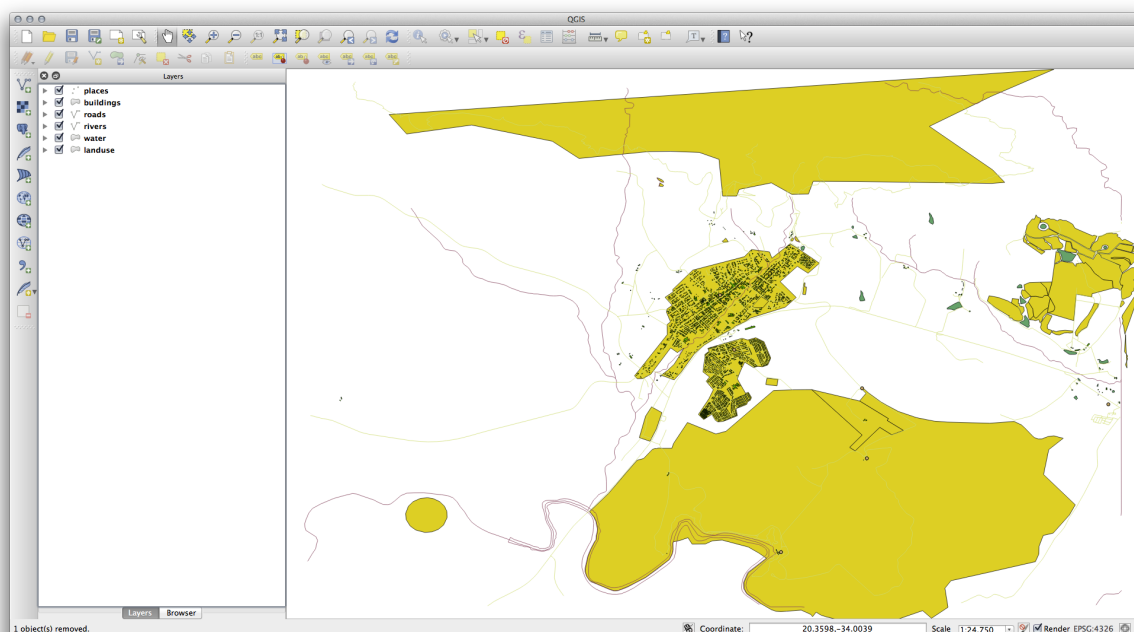 QGIS
Layers
places
buildings
roads
rivers
water
landuse
Layers
Browser
1 object(s) removed.
Coordinate:
20.3598,-34.0039
Scale
1:24,750
Render
EPSG:4326